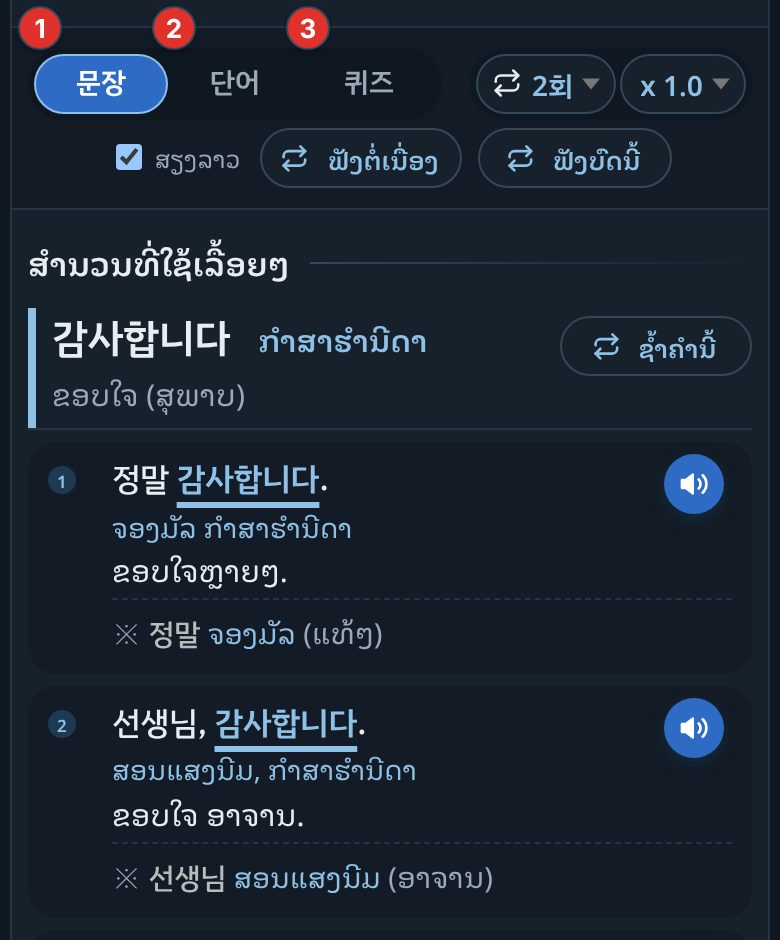 1 2 3
문장 단어 퀴즈 2회 x 1.0
ສຽງລາວ ຟັງຕໍ່ເນື່ອງ ຟັງບົດນີ້
ສຳນວນທີ່ໃຊ້ເລື້ອຍໆ
감사합니다 ກຳສາຮຳນີດາ ຊ້ຳຄຳນີ້
ຂອບໃຈ (ສຸພາບ)
1 정말 감사합니다.
ຈອງມັລ ກຳສາຮຳນີດາ
ຂອບໃຈຫຼາຍໆ.
※ 정말 ຈອງມັລ (ແທ້ໆ)
2 선생님, 감사합니다.
ສອນແສງນີມ, ກຳສາຮຳນີດາ
ຂອບໃຈ ອາຈານ.
※ 선생님 ສອນແສງນີມ (ອາຈານ)